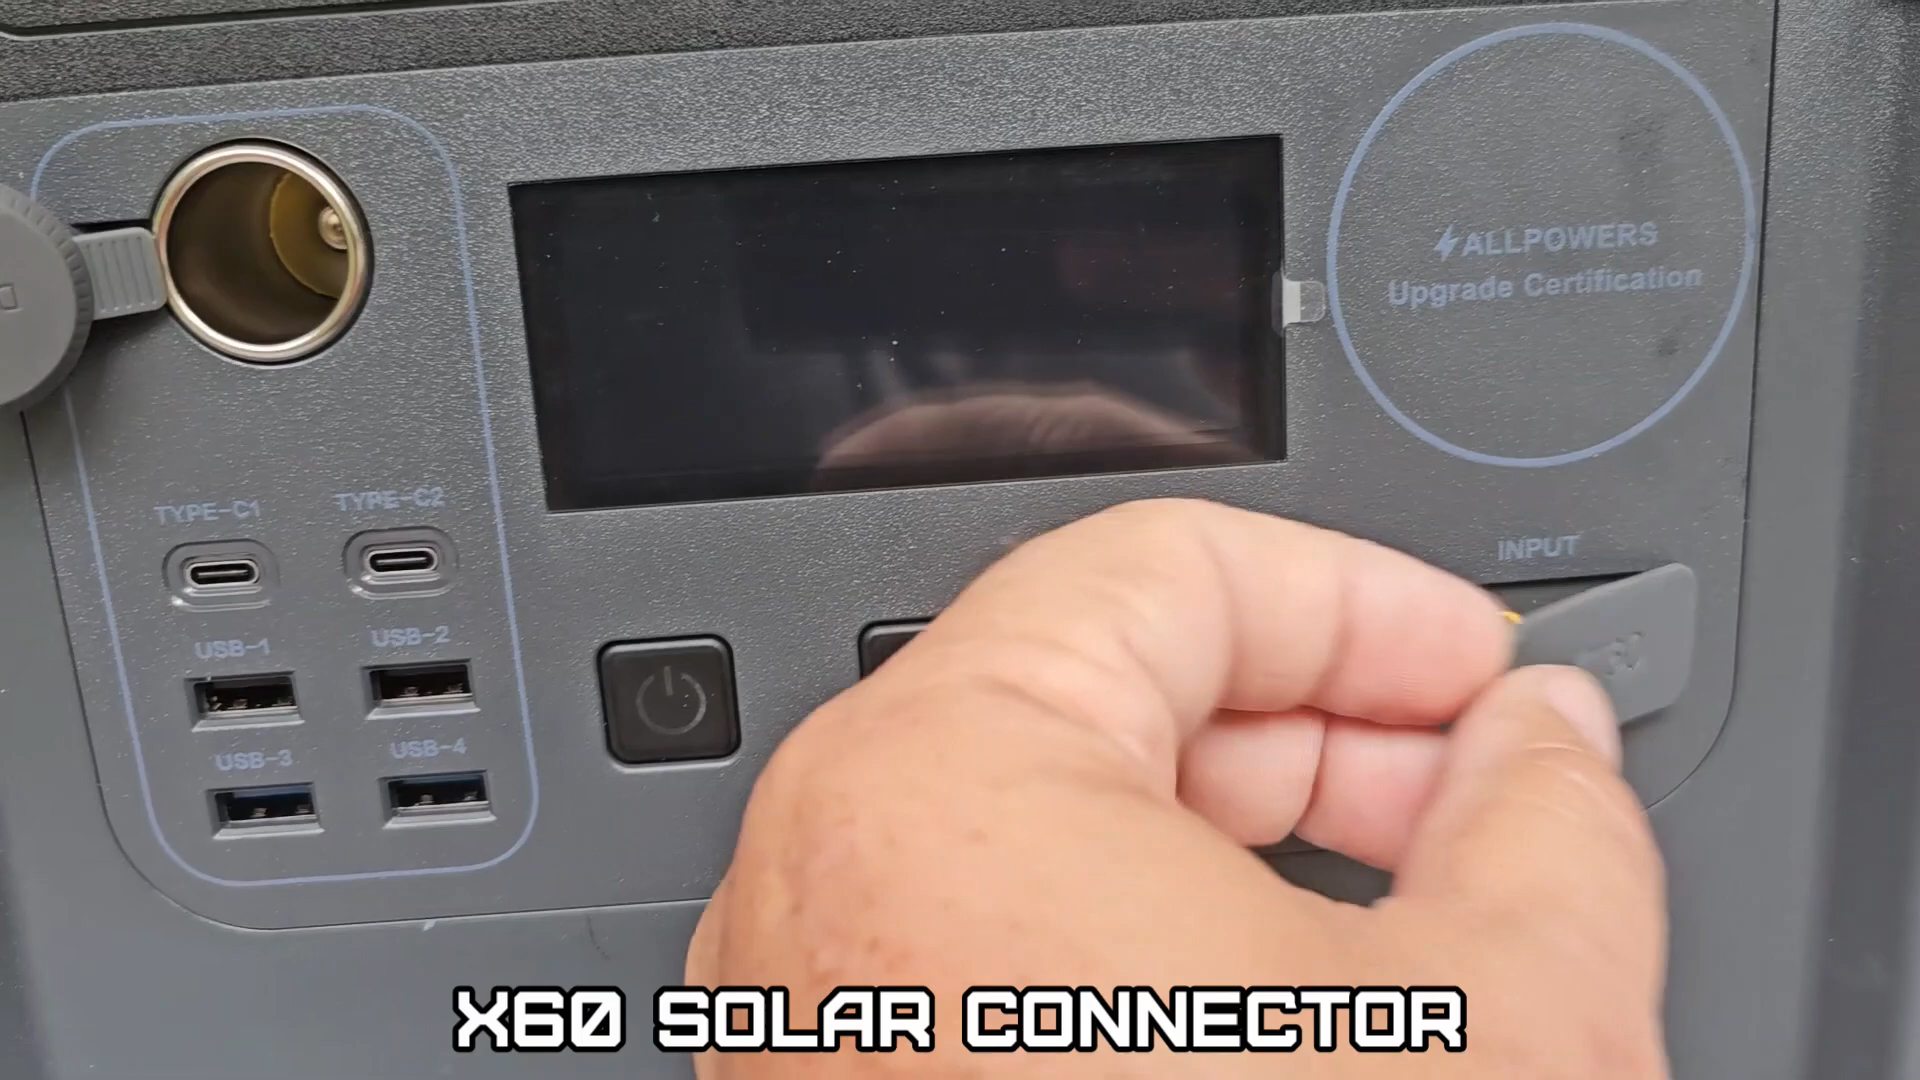 ALLPOWERS
Upgrade Certification
TYPE-C1
TYPE-C2
INPUT
USB-1
USB-2
USB-3
USB-4
X60 SOLAR CONNECTOR